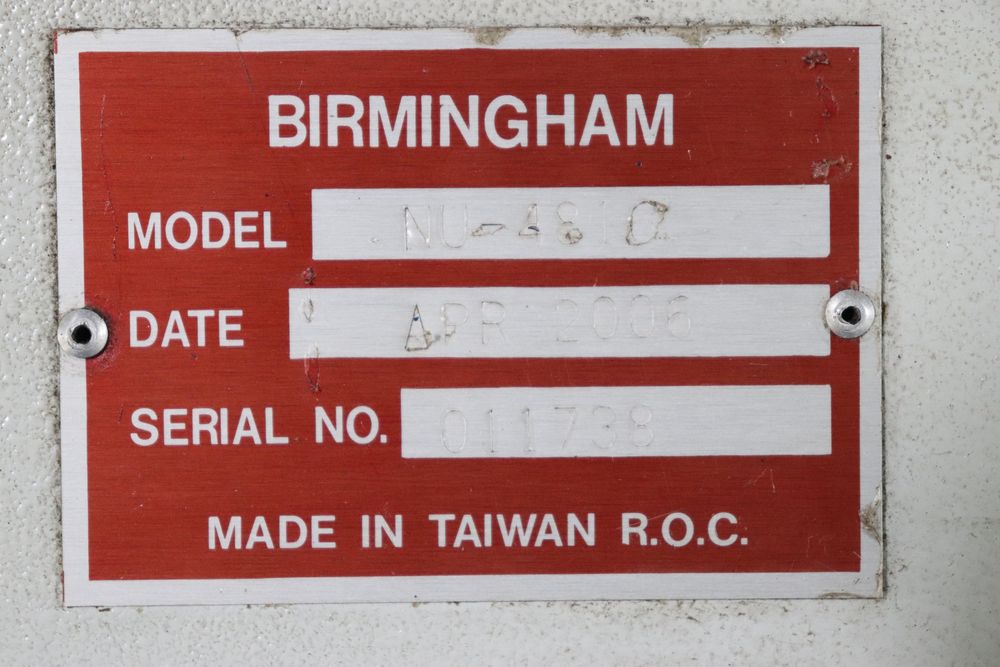 BIRMINGHAM
MODEL NU-481C
DATE APR 2006
SERIAL NO. 011738
MADE IN TAIWAN R.O.C.